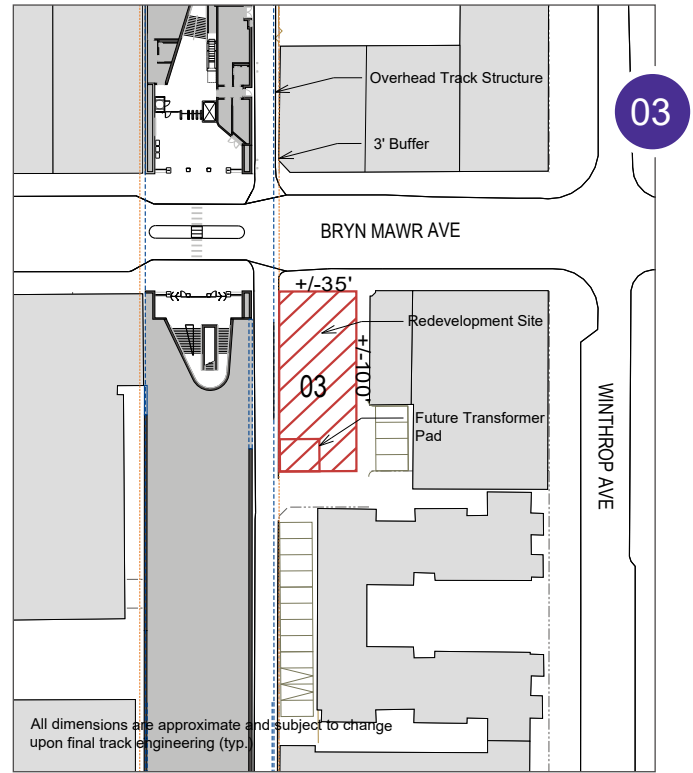 Overhead Track Structure
03
3' Buffer
BRYN MAWR AVE
+/-35'
Redevelopment Site
+/-100'
03
WINTHROP AVE
Future Transformer
Pad
All dimensions are approximate and subject to change
upon final track engineering (typ.)